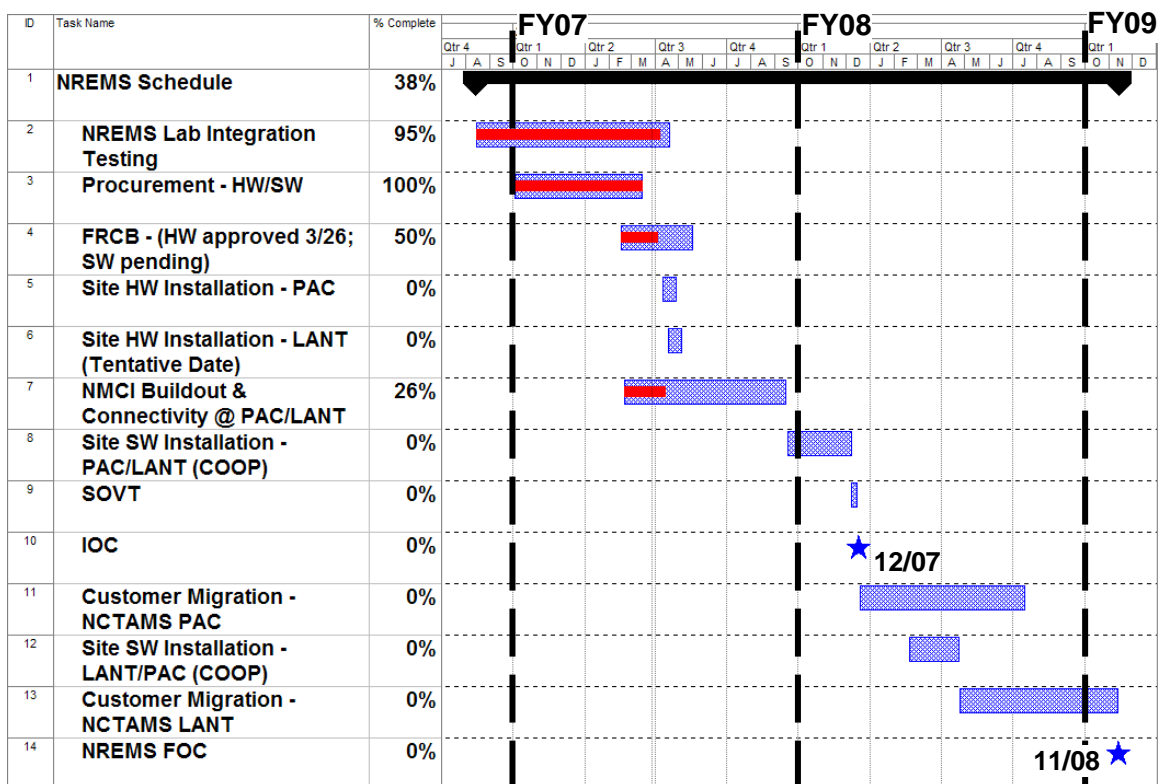 ID Task Name % Complete FY07 FY08 FY09
Qtr 4 Qtr 1 Qtr 2 Qtr 3 Qtr 4 Qtr 1 Qtr 2 Qtr 3 Qtr 4 Qtr 1
J A S O N D J F M A M J J A S O N D J F M A M J J A S O N D
1 NREMS Schedule 38%
2 NREMS Lab Integration 95%
Testing
3 Procurement - HW/SW 100%
4 FRCB - (HW approved 3/26; 50%
SW pending)
5 Site HW Installation - PAC 0%
6 Site HW Installation - LANT 0%
(Tentative Date)
7 NMCI Buildout & 26%
Connectivity @ PAC/LANT
8 Site SW Installation - 0%
PAC/LANT (COOP)
9 SOVT 0%
10 IOC 0%
12/07
11 Customer Migration - 0%
NCTAMS PAC
12 Site SW Installation - 0%
LANT/PAC (COOP)
13 Customer Migration - 0%
NCTAMS LANT
14 NREMS FOC 0%
11/08